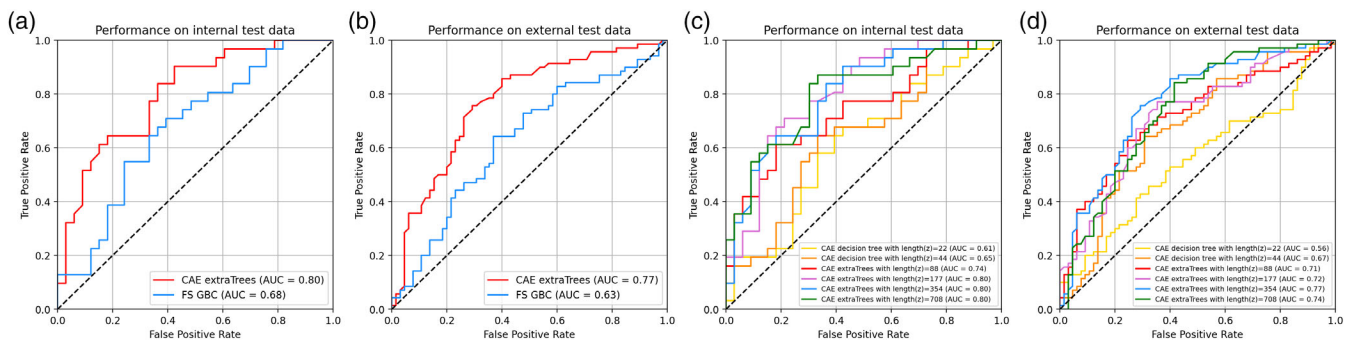 (a)
Performance on internal test data
1.0
0.8
0.6
0.4
0.2
0.0
True Positive Rate
CAE extraTrees (AUC = 0.80)
FS GBC (AUC = 0.68)
0.0 0.2 0.4 0.6 0.8 1.0
False Positive Rate
(b)
Performance on external test data
1.0
0.8
0.6
0.4
0.2
0.0
True Positive Rate
CAE extraTrees (AUC = 0.77)
FS GBC (AUC = 0.63)
0.0 0.2 0.4 0.6 0.8 1.0
False Positive Rate
(c)
Performance on internal test data
1.0
0.8
0.6
0.4
0.2
0.0
True Positive Rate
CAE decision tree with length(z)=22 (AUC = 0.61)
CAE decision tree with length(z)=44 (AUC = 0.65)
CAE extraTrees with length(z)=88 (AUC = 0.74)
CAE extraTrees with length(z)=177 (AUC = 0.80)
CAE extraTrees with length(z)=354 (AUC = 0.80)
CAE extraTrees with length(z)=708 (AUC = 0.80)
0.0 0.2 0.4 0.6 0.8 1.0
False Positive Rate
(d)
Performance on external test data
1.0
0.8
0.6
0.4
0.2
0.0
True Positive Rate
CAE decision tree with length(z)=22 (AUC = 0.56)
CAE decision tree with length(z)=44 (AUC = 0.67)
CAE extraTrees with length(z)=88 (AUC = 0.71)
CAE extraTrees with length(z)=177 (AUC = 0.72)
CAE extraTrees with length(z)=354 (AUC = 0.77)
CAE extraTrees with length(z)=708 (AUC = 0.74)
0.0 0.2 0.4 0.6 0.8 1.0
False Positive Rate